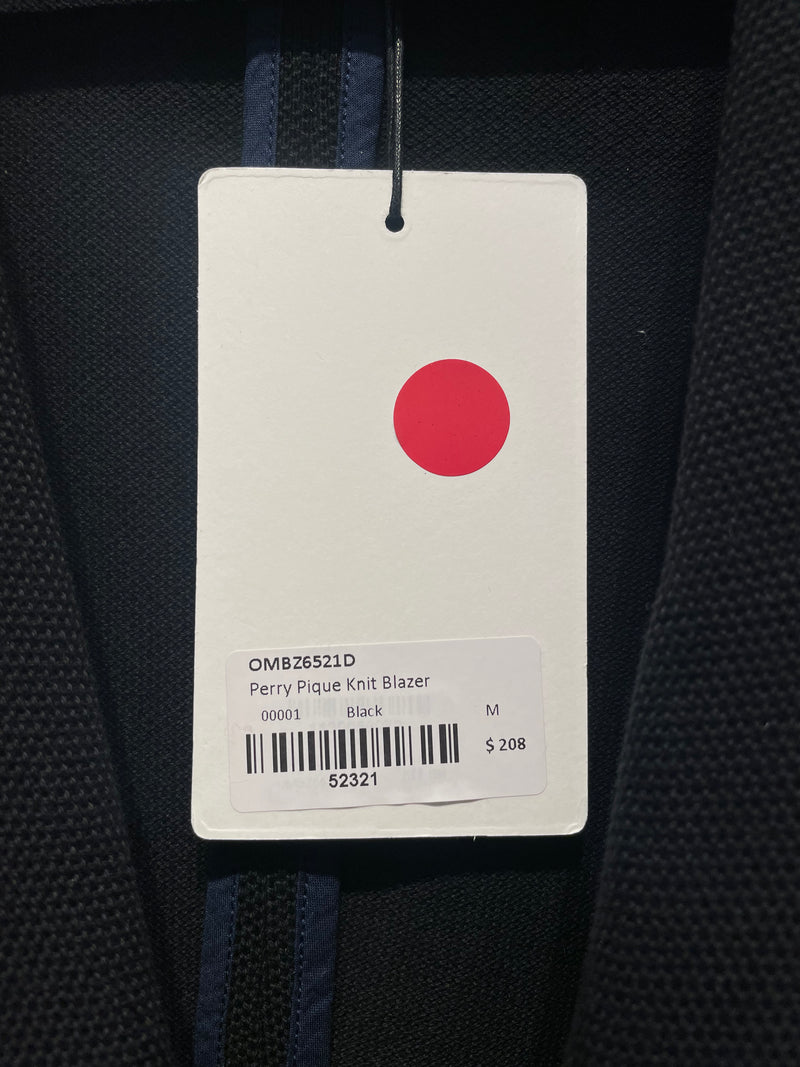 OMBZ6521D
Perry Pique Knit Blazer
00001 Black M
$ 208
52321